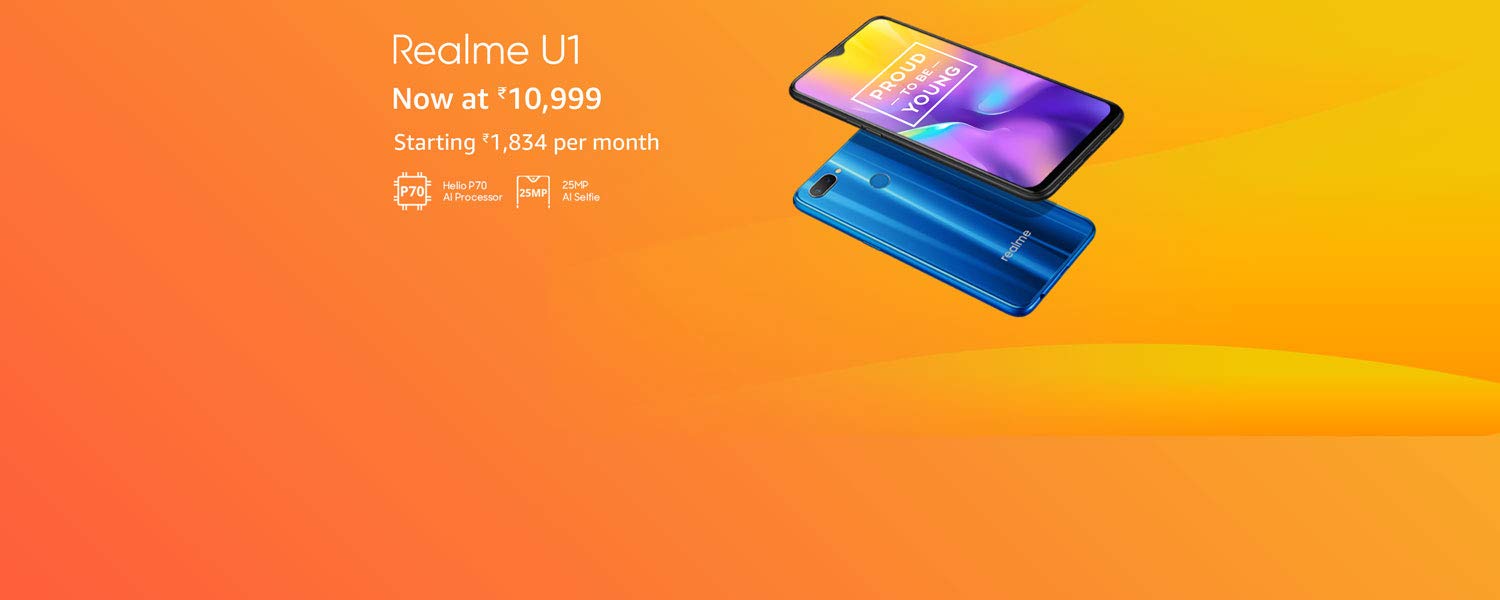 Realme U1
Now at ₹10,999
Starting ₹1,834 per month
P70
Helio P70
AI Processor
25MP
25MP
AI Selfie
PROUD
TO BE
YOUNG
realme